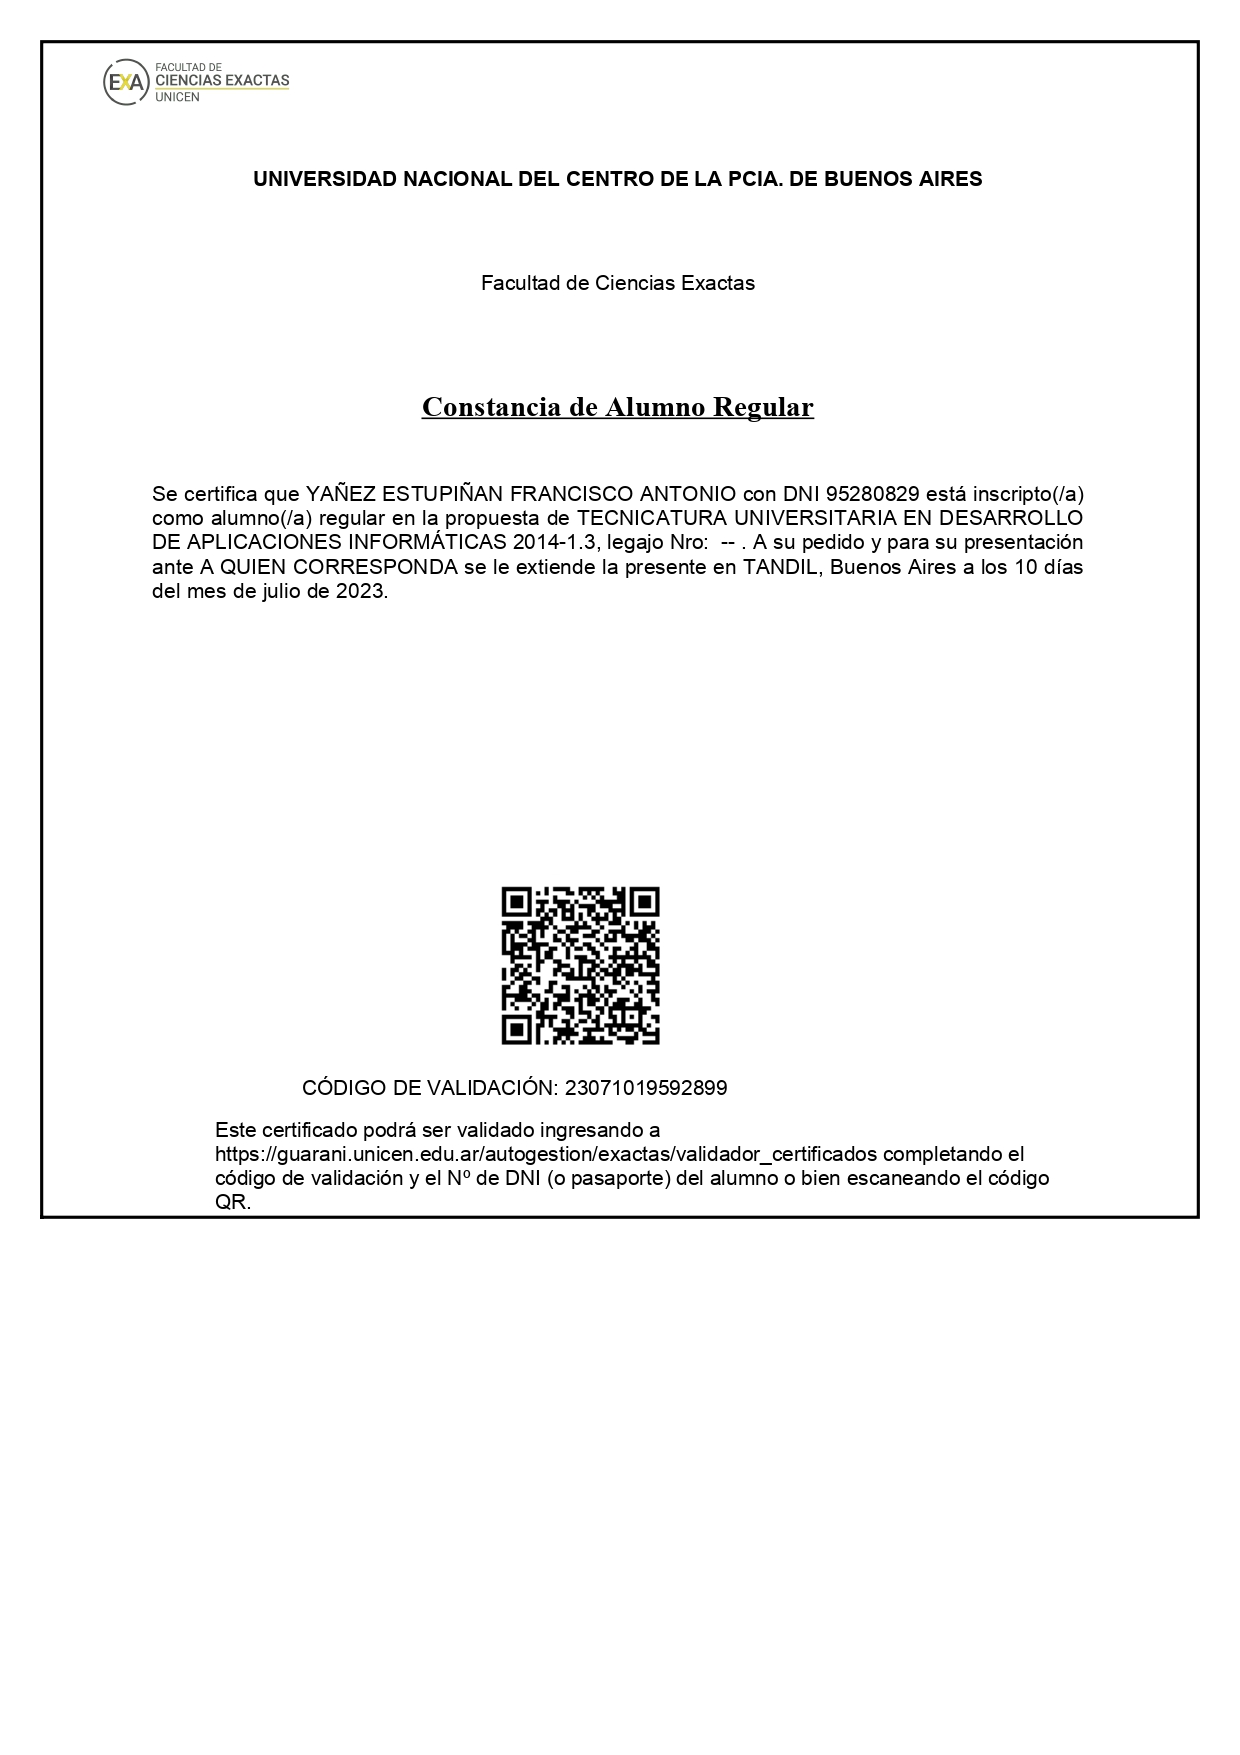 EXA
FACULTAD DE
CIENCIAS EXACTAS
UNICEN
UNIVERSIDAD NACIONAL DEL CENTRO DE LA PCIA. DE BUENOS AIRES
Facultad de Ciencias Exactas
Constancia de Alumno Regular
Se certifica que YAÑEZ ESTUPIÑAN FRANCISCO ANTONIO con DNI 95280829 está inscripto(/a)
como alumno(/a) regular en la propuesta de TECNICATURA UNIVERSITARIA EN DESARROLLO
DE APLICACIONES INFORMÁTICAS 2014-1.3, legajo Nro:  -- . A su pedido y para su presentación
ante A QUIEN CORRESPONDA se le extiende la presente en TANDIL, Buenos Aires a los 10 días
del mes de julio de 2023.
CÓDIGO DE VALIDACIÓN: 23071019592899
Este certificado podrá ser validado ingresando a
https://guarani.unicen.edu.ar/autogestion/exactas/validador_certificados completando el
código de validación y el Nº de DNI (o pasaporte) del alumno o bien escaneando el código
QR.